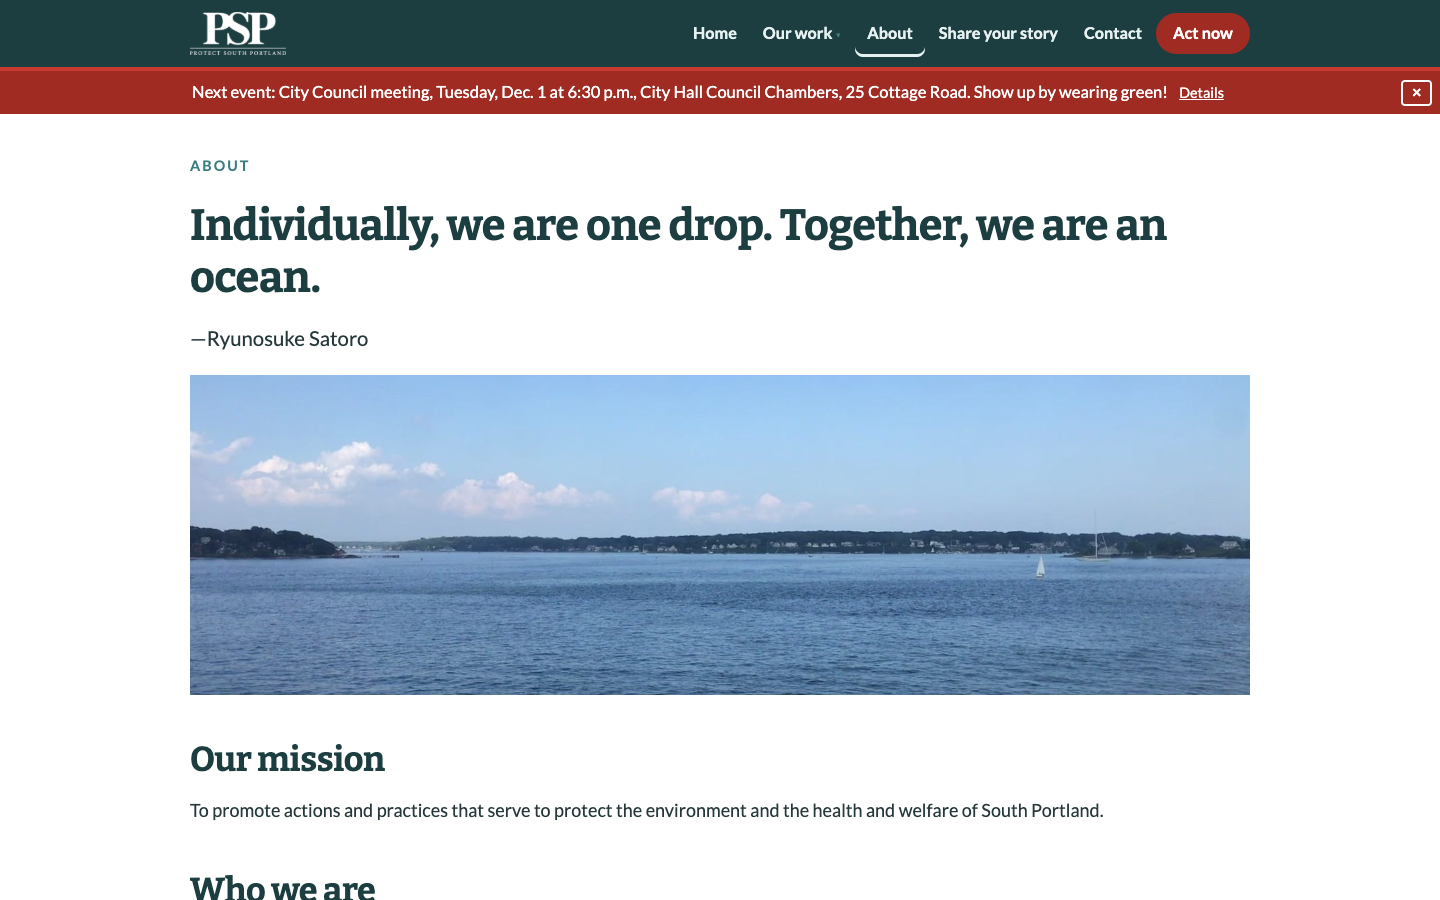 PSP
PROTECT SOUTH PORTLAND
Home
Our work
About
Share your story
Contact
Act now
Next event: City Council meeting, Tuesday, Dec. 1 at 6:30 p.m., City Hall Council Chambers, 25 Cottage Road. Show up by wearing green! Details
×
ABOUT
Individually, we are one drop. Together, we are an
ocean.
—Ryunosuke Satoro
Our mission
To promote actions and practices that serve to protect the environment and the health and welfare of South Portland.
Who we are